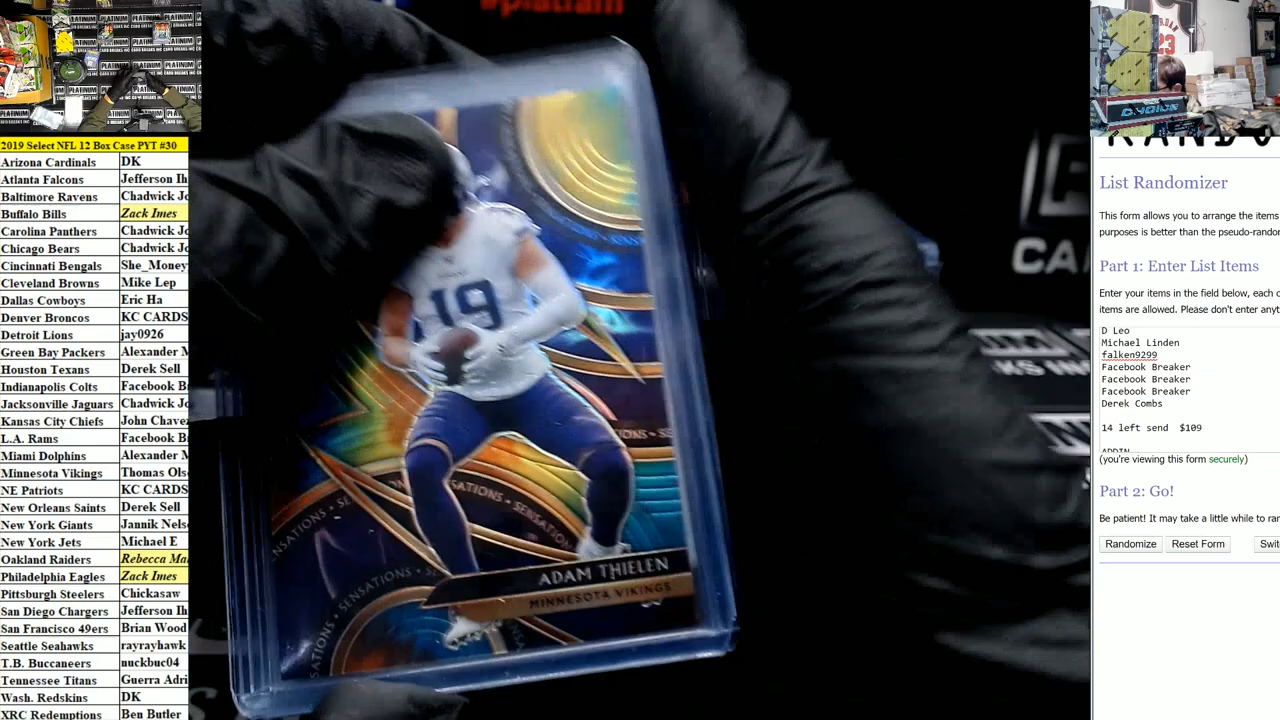 2019 Select NFL 12 Box Case PYT #30
Arizona Cardinals DK
Atlanta Falcons Jefferson Ih
Baltimore Ravens Chadwick Jo
Buffalo Bills Zack Imes
Carolina Panthers Chadwick Jo
Chicago Bears Chadwick Jo
Cincinnati Bengals She_Money
Cleveland Browns Mike Lep
Dallas Cowboys Eric Ha
Denver Broncos KC CARDS
Detroit Lions jay0926
Green Bay Packers Alexander M
Houston Texans Derek Sell
Indianapolis Colts Facebook B
Jacksonville Jaguars Chadwick Jo
Kansas City Chiefs John Chave
L.A. Rams Facebook B
Miami Dolphins Alexander M
Minnesota Vikings Thomas Ols
NE Patriots KC CARDS
New Orleans Saints Derek Sell
New York Giants Jannik Nels
New York Jets Michael E
Oakland Raiders Rebecca Ma
Philadelphia Eagles Zack Imes
Pittsburgh Steelers Chickasaw
San Diego Chargers Jefferson Ih
San Francisco 49ers Brian Wood
Seattle Seahawks rayrayhawk
T.B. Buccaneers nuckbuc04
Tennessee Titans Guerra Adri
Wash. Redskins DK
XRC Redemptions Ben Butler
19
SENSATIONS • SENSATIONS
SENSATIONS • SENSATIONS
ADAM THIELEN
MINNESOTA VIKINGS
CA
23
List Randomizer
This form allows you to arrange the items
purposes is better than the pseudo-rando
Part 1: Enter List Items
Enter your items in the field below, each o
items are allowed. Please don't enter anyt
D Leo
Michael Linden
falken9299
Facebook Breaker
Facebook Breaker
Facebook Breaker
Derek Combs
14 left send $109
(you're viewing this form securely)
Part 2: Go!
Be patient! It may take a little while to ran
Randomize Reset Form Swit